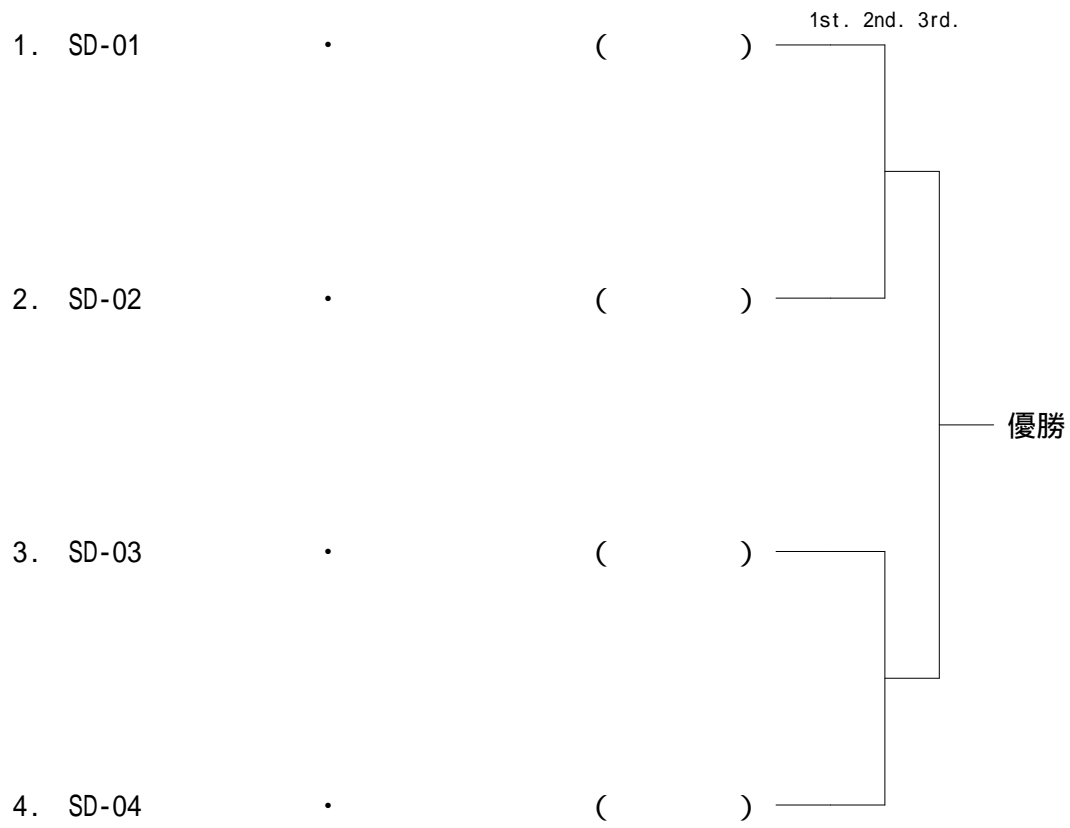 1st. 2nd. 3rd.
1. SD-01 ・ ( )
2. SD-02 ・ ( )
優勝
3. SD-03 ・ ( )
4. SD-04 ・ ( )